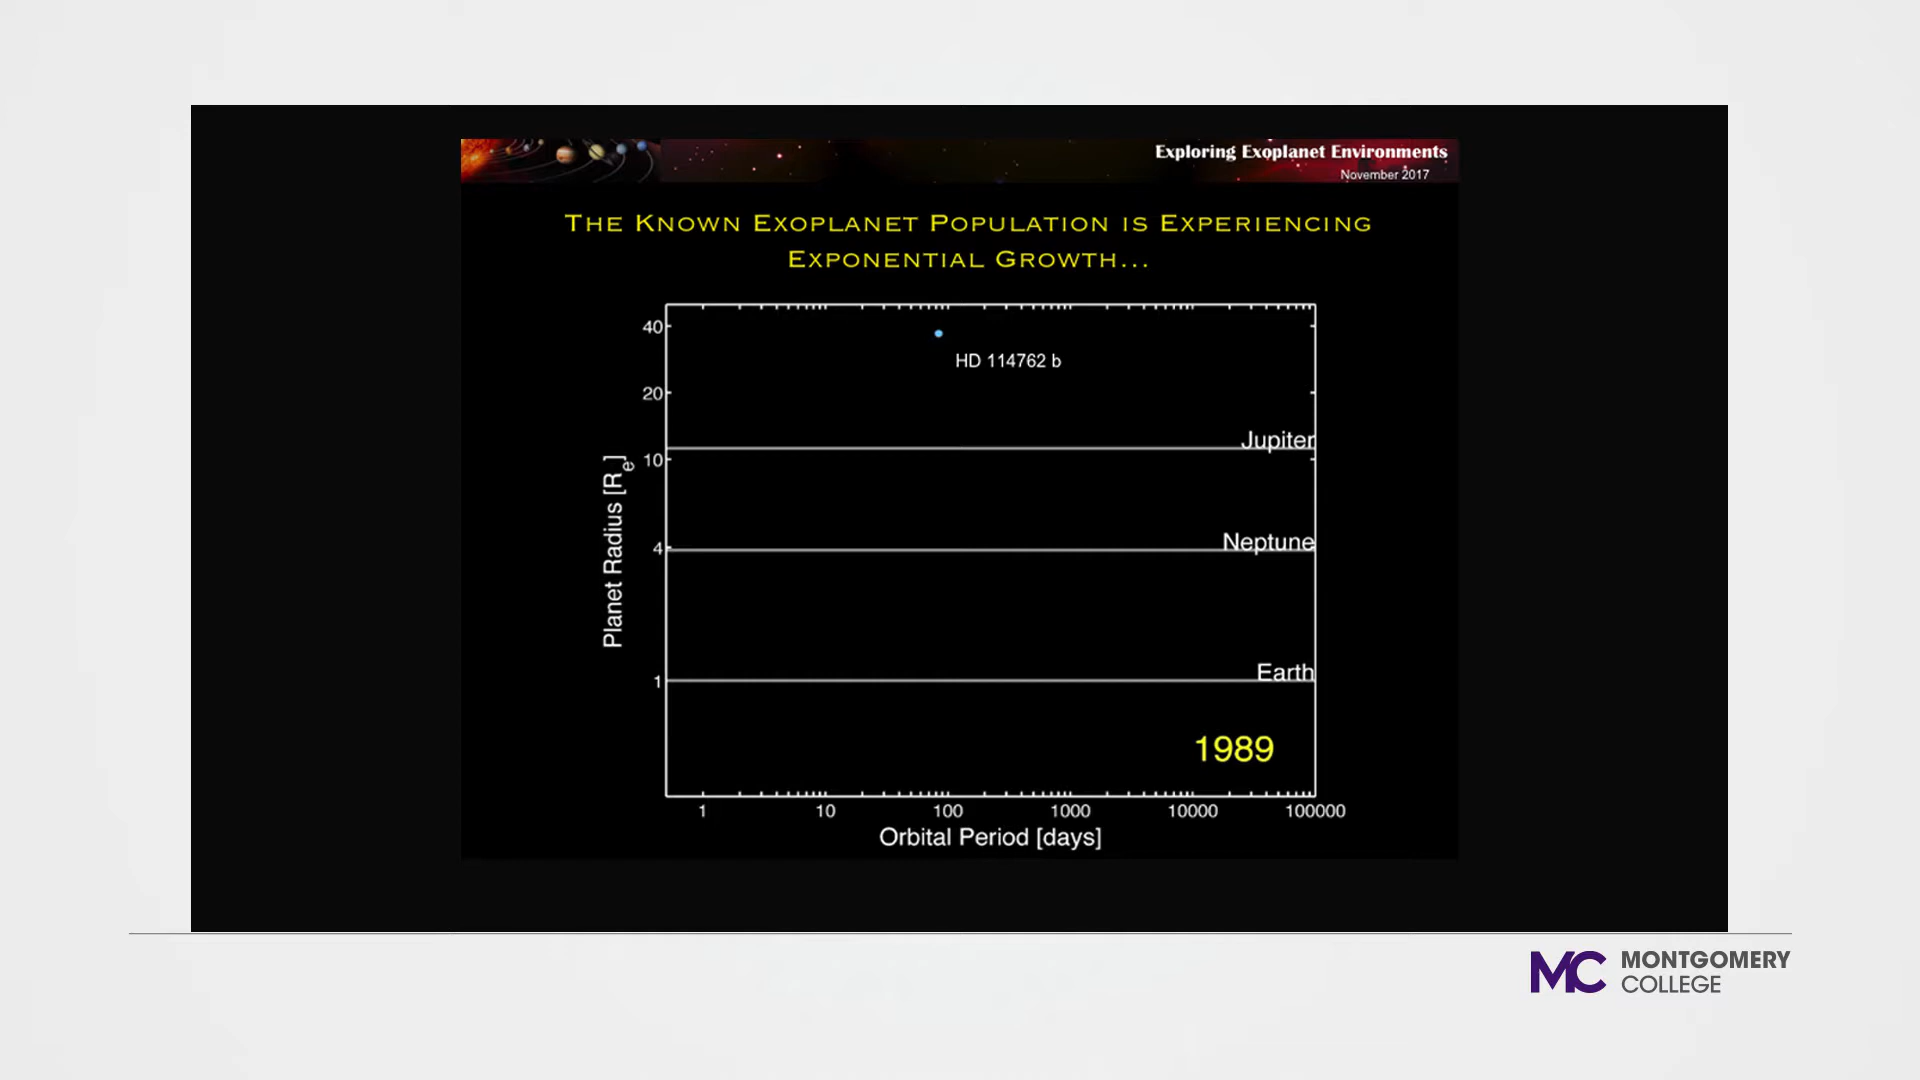 Exploring Exoplanet Environments
November 2017
THE KNOWN EXOPLANET POPULATION IS EXPERIENCING
EXPONENTIAL GROWTH...
40
HD 114762 b
20
Jupiter
10
Neptune
4
Earth
1
1989
Planet Radius [Re]
1 10 100 1000 10000 100000
Orbital Period [days]
MC MONTGOMERY
COLLEGE